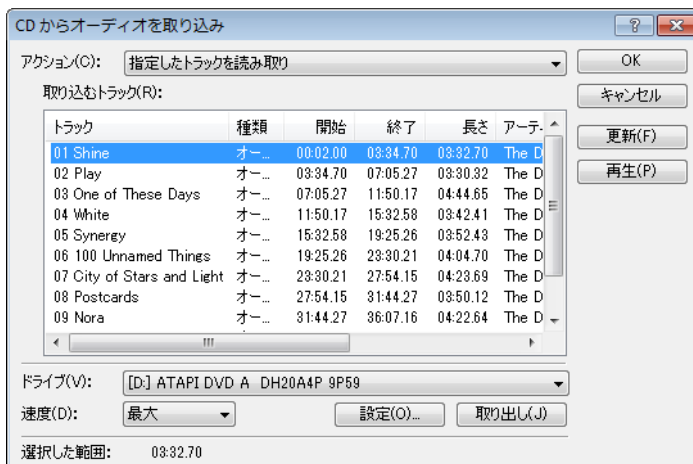 CD からオーディオを取り込み
アクション(C): 指定したトラックを読み取り OK
取り込むトラック(R): キャンセル
トラック 種類 開始 終了 長さ アーテ. 更新(F)
01 Shine オー... 00:02.00 03:34.70 03:32.70 The D 再生(P)
02 Play オー... 03:34.70 07:05.27 03:30.32 The D
03 One of These Days オー... 07:05.27 11:50.17 04:44.65 The D
04 White オー... 11:50.17 15:32.58 03:42.41 The D
05 Synergy オー... 15:32.58 19:25.26 03:52.43 The D
06 100 Unnamed Things オー... 19:25.26 23:30.21 04:04.70 The D
07 City of Stars and Light オー... 23:30.21 27:54.15 04:23.69 The D
08 Postcards オー... 27:54.15 31:44.27 03:50.12 The D
09 Nora オー... 31:44.27 36:07.16 04:22.64 The D
ドライブ(V): [D:] ATAPI DVD A DH20A4P 9P59
速度(D): 最大 設定(O)... 取り出し(J)
選択した範囲: 03:32.70